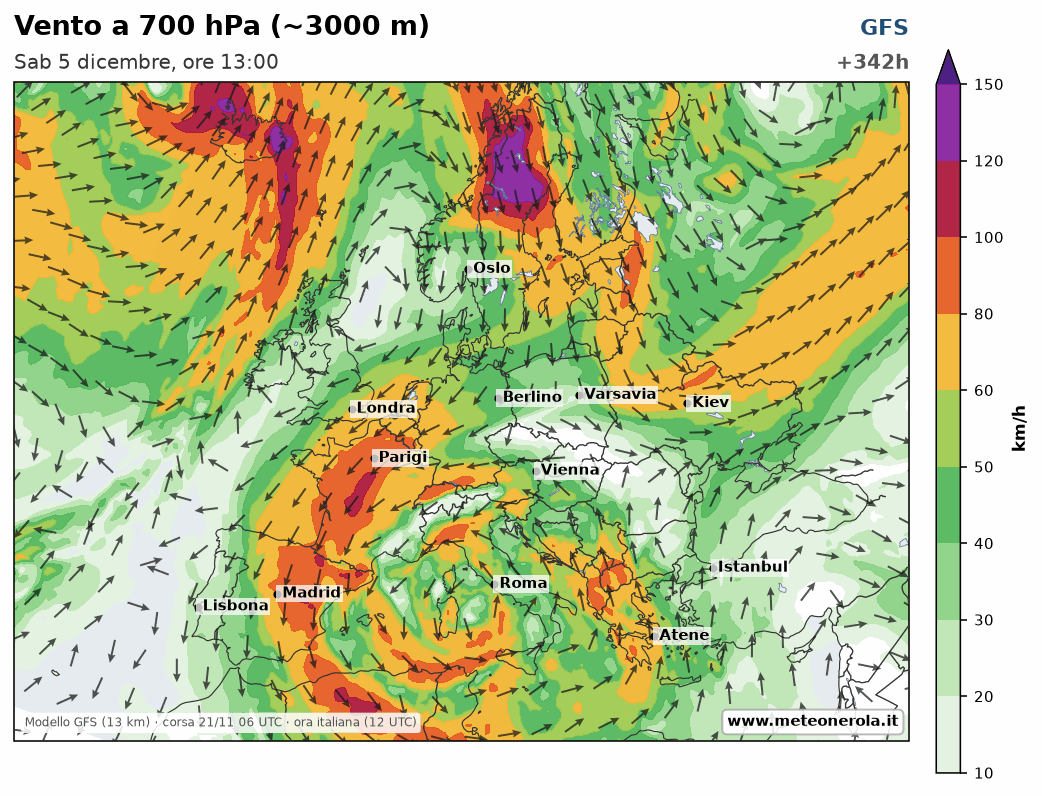 Vento a 700 hPa (~3000 m)
GFS
Sab 5 dicembre, ore 13:00
+342h
150
120
100
80
60
50
40
30
20
10
km/h
Oslo
Berlino
Varsavia
Kiev
Londra
Parigi
Vienna
Istanbul
Roma
Madrid
Lisbona
Atene
Modello GFS (13 km) · corsa 21/11 06 UTC · ora italiana (12 UTC)
www.meteonerola.it